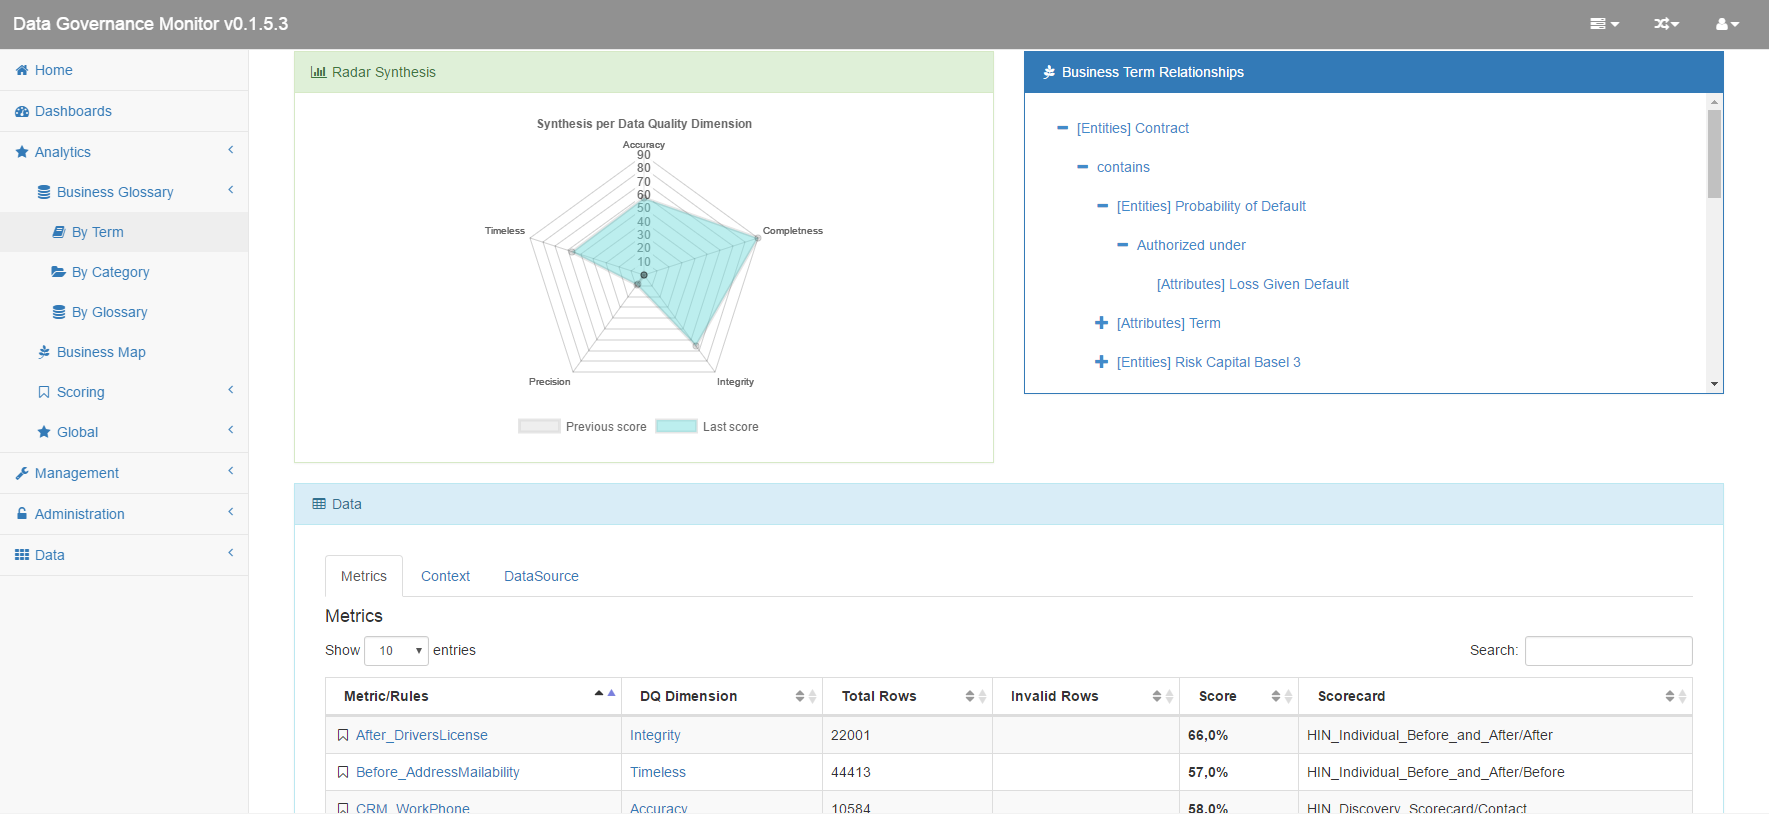 Data Governance Monitor v0.1.5.3
Home
Dashboards
Analytics
Business Glossary
By Term
By Category
By Glossary
Business Map
Scoring
Global
Management
Administration
Data
Radar Synthesis
Synthesis per Data Quality Dimension
Accuracy
90
80
70
60
50
40
30
20
10
Timeless
Completness
Precision
Integrity
Previous score
Last score
Business Term Relationships
[Entities] Contract
contains
[Entities] Probability of Default
Authorized under
[Attributes] Loss Given Default
[Attributes] Term
[Entities] Risk Capital Basel 3
Data
Metrics Context DataSource
Metrics
Show 10 entries Search:
Metric/Rules DQ Dimension Total Rows Invalid Rows Score Scorecard
After_DriversLicense Integrity 22001 66,0% HIN_Individual_Before_and_After/After
Before_AddressMailability Timeless 44413 57,0% HIN_Individual_Before_and_After/Before
CRM_WorkPhone Accuracy 10584 58,0% HIN_Discovery_Scorecard/Contact